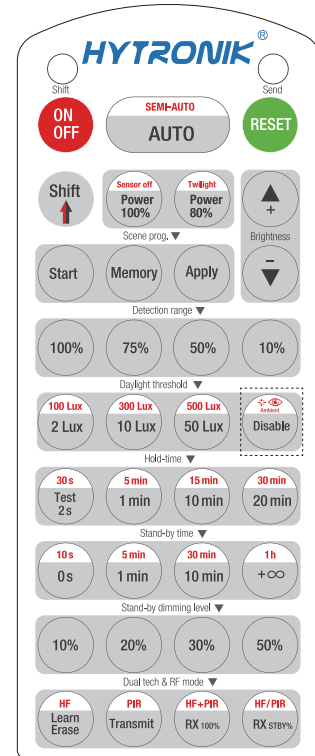 HYTRONIK®
Shift Send
ON
OFF
SEMI-AUTO
AUTO
RESET
Shift
Sensor off
Power
100%
Twilight
Power
80%
+
Brightness
−
Scene prog. ▼
Start Memory Apply
Detection range ▼
100% 75% 50% 10%
Daylight threshold ▼
100 Lux 300 Lux 500 Lux Ambient
2 Lux 10 Lux 50 Lux Disable
Hold-time ▼
30 s 5 min 15 min 30 min
Test
2 s
1 min 10 min 20 min
Stand-by time ▼
10 s 5 min 30 min 1 h
0 s 1 min 10 min +∞
Stand-by dimming level ▼
10% 20% 30% 50%
Dual tech & RF mode ▼
HF PIR HF+PIR HF/PIR
Learn
Erase
Transmit RX 100% RX STBY%